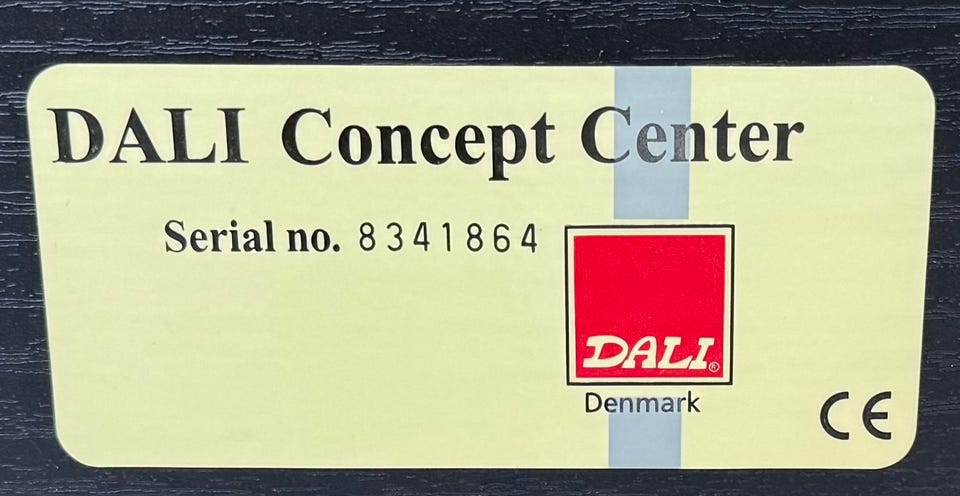 DALI Concept Center
Serial no. 8341864
DALI®
Denmark
CE